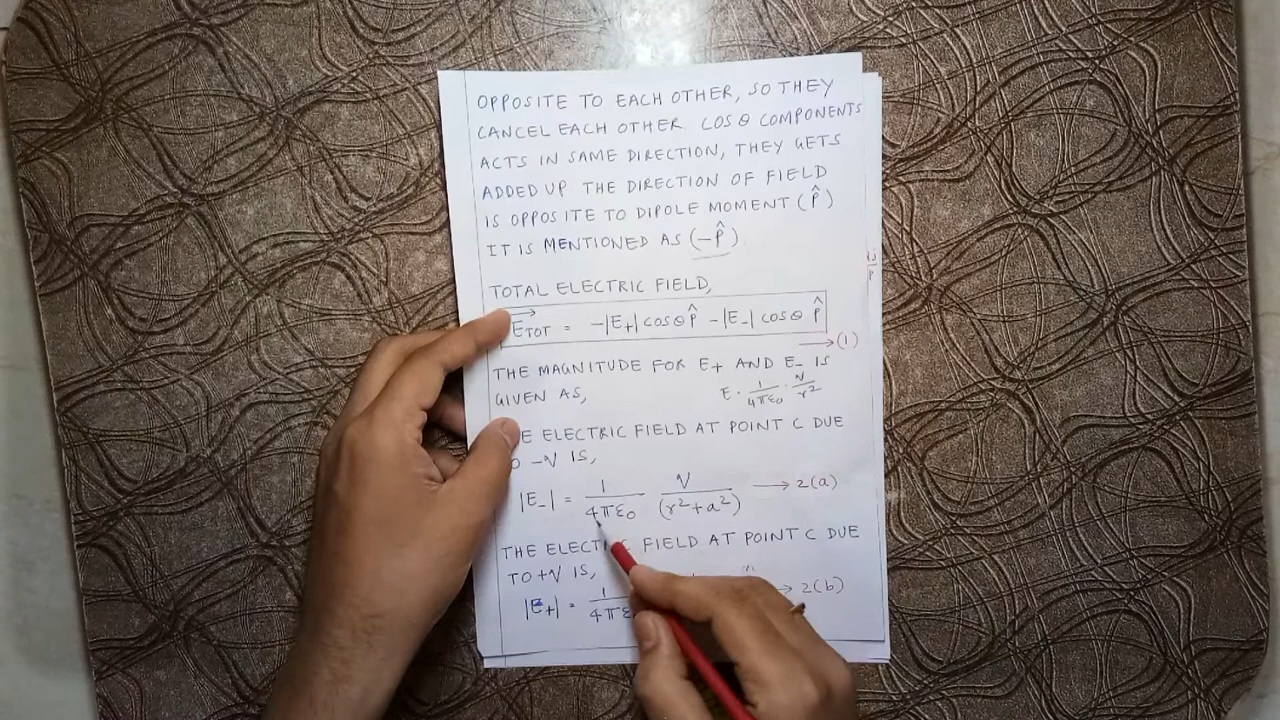 OPPOSITE TO EACH OTHER, SO THEY
CANCEL EACH OTHER. COS θ COMPONENTS
ACTS IN SAME DIRECTION, THEY GETS
ADDED UP. THE DIRECTION OF FIELD
IS OPPOSITE TO DIPOLE MOMENT (P̂)
IT IS MENTIONED AS (-P̂)
TOTAL ELECTRIC FIELD,
E⃗TOT = -|E+| cos θ P̂ - |E-| cos θ P̂
→ (1)
THE MAGNITUDE FOR E+ AND E- IS
GIVEN AS,
E = 1/4πε0 · q/r²
ELECTRIC FIELD AT POINT C DUE
-q IS,
|E-| = 1/4πε0 q/(r²+a²) → 2(a)
THE ELECTRIC FIELD AT POINT C DUE
TO +q IS,
→ 2(b)
|E+| = 1/4πε